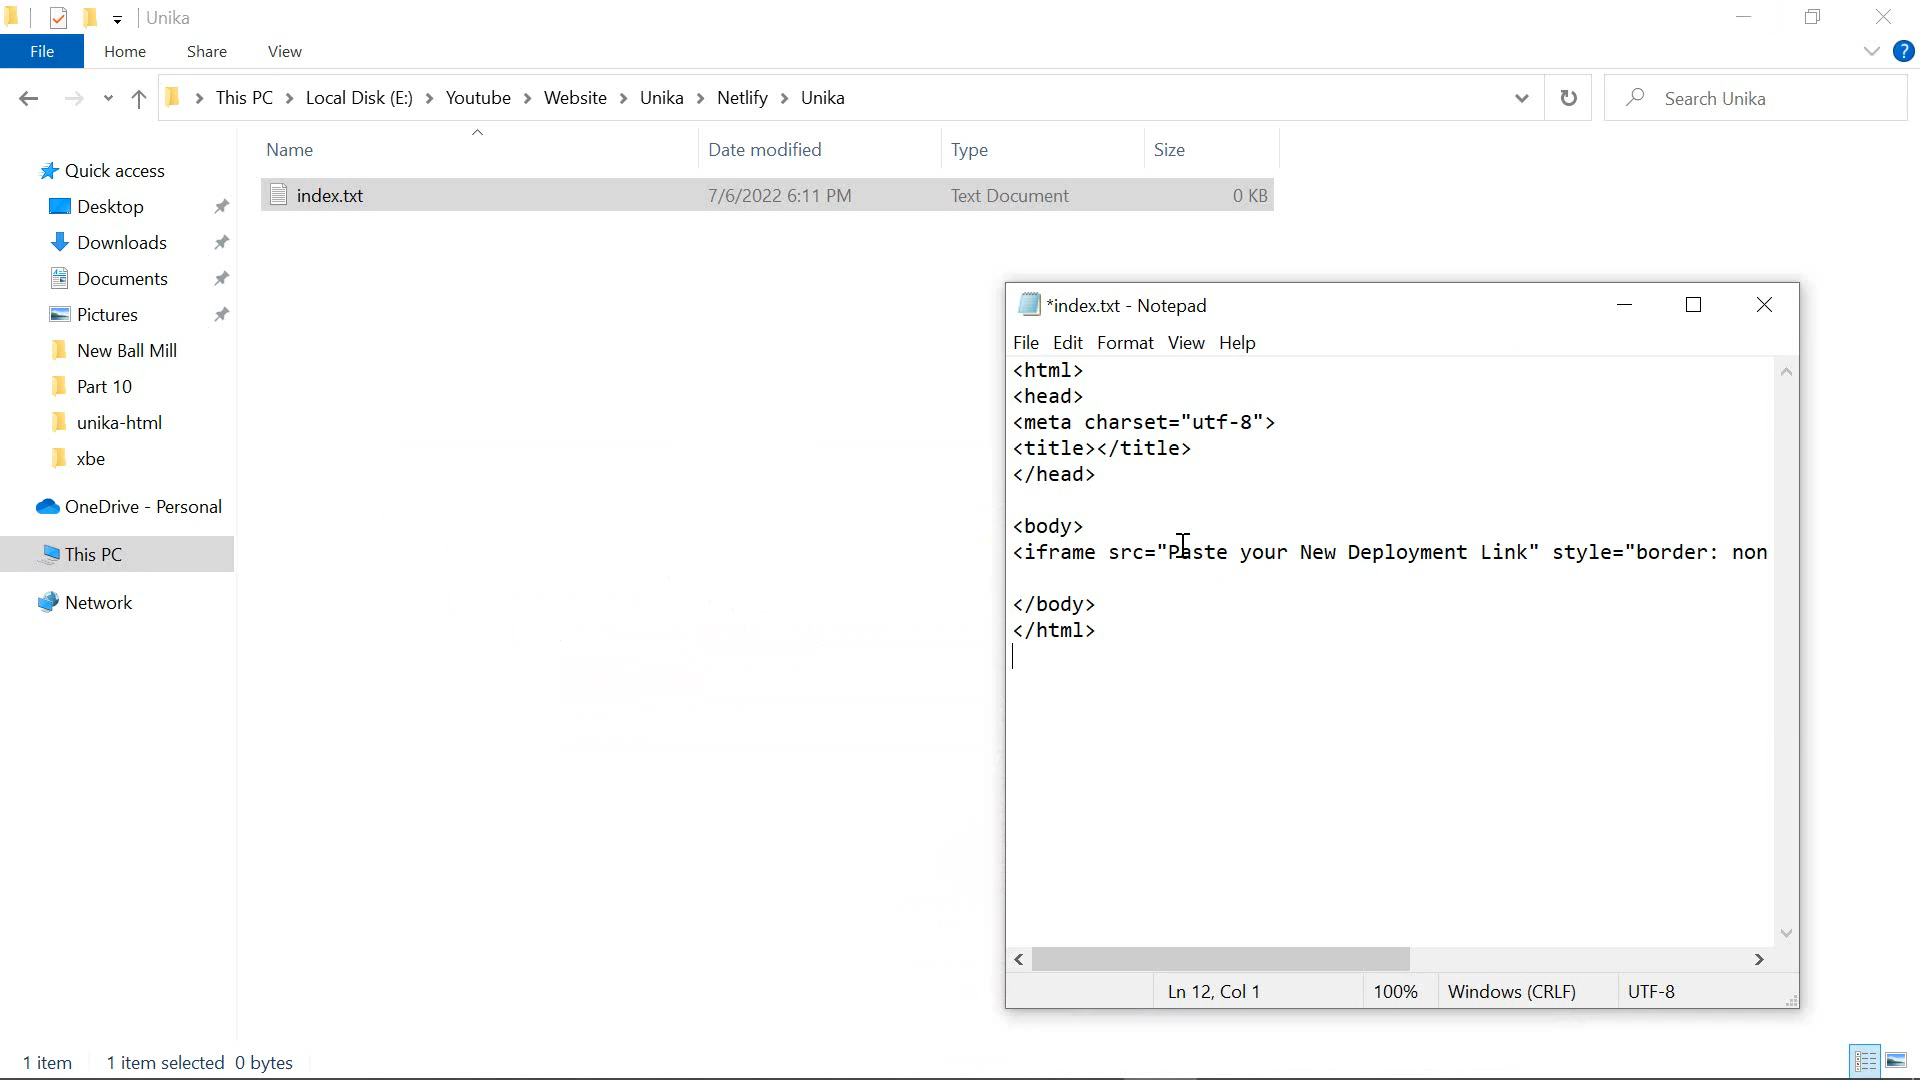 Unika
File Home Share View
This PC Local Disk (E:) Youtube Website Unika Netlify Unika
Search Unika
Name Date modified Type Size
index.txt 7/6/2022 6:11 PM Text Document 0 KB
Quick access
Desktop
Downloads
Documents
Pictures
New Ball Mill
Part 10
unika-html
xbe
OneDrive - Personal
This PC
Network
*index.txt - Notepad
File Edit Format View Help
<html>
<head>
<meta charset="utf-8">
<title></title>
</head>
<body>
<iframe src="Paste your New Deployment Link" style="border: non
</body>
</html>
Ln 12, Col 1 100% Windows (CRLF) UTF-8
1 item 1 item selected 0 bytes